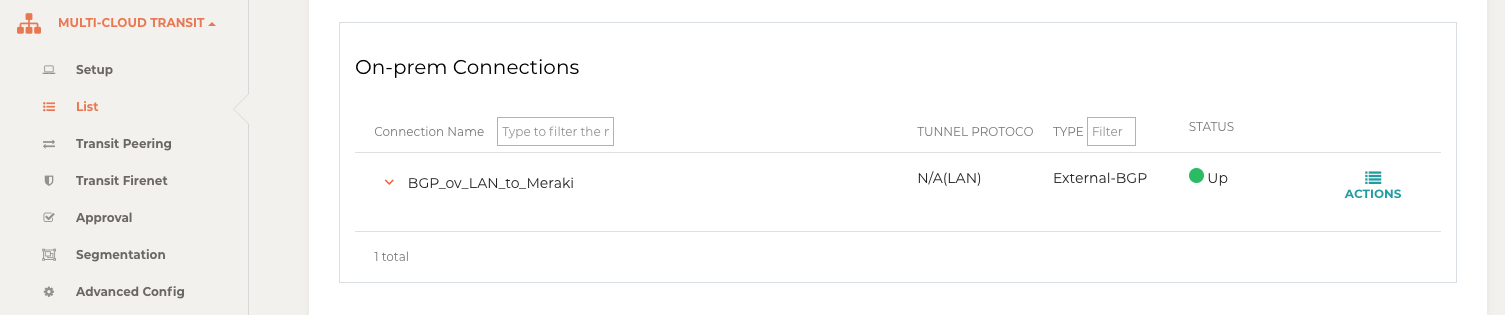 MULTI-CLOUD TRANSIT
Setup
List
Transit Peering
Transit Firenet
Approval
Segmentation
Advanced Config
On-prem Connections
Connection Name Type to filter the r TUNNEL PROTOCO TYPE Filter STATUS
BGP_ov_LAN_to_Meraki N/A(LAN) External-BGP Up ACTIONS
1 total